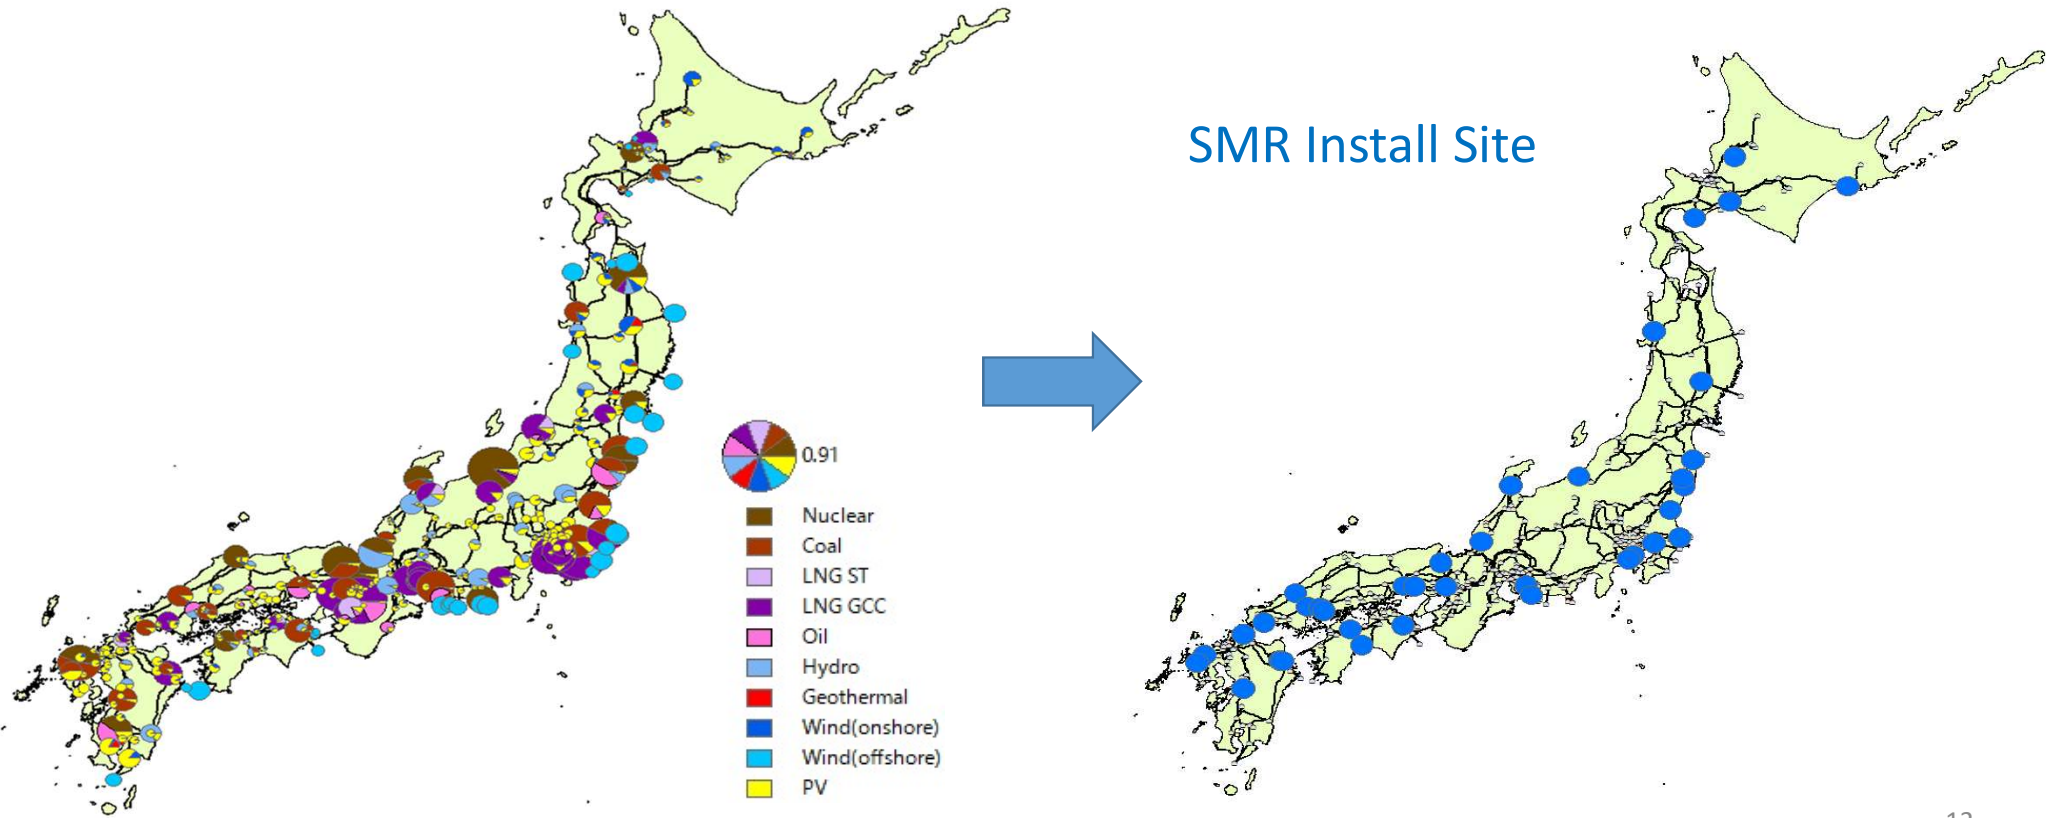 SMR Install Site
0.91
Nuclear
Coal
LNG ST
LNG GCC
Oil
Hydro
Geothermal
Wind(onshore)
Wind(offshore)
PV